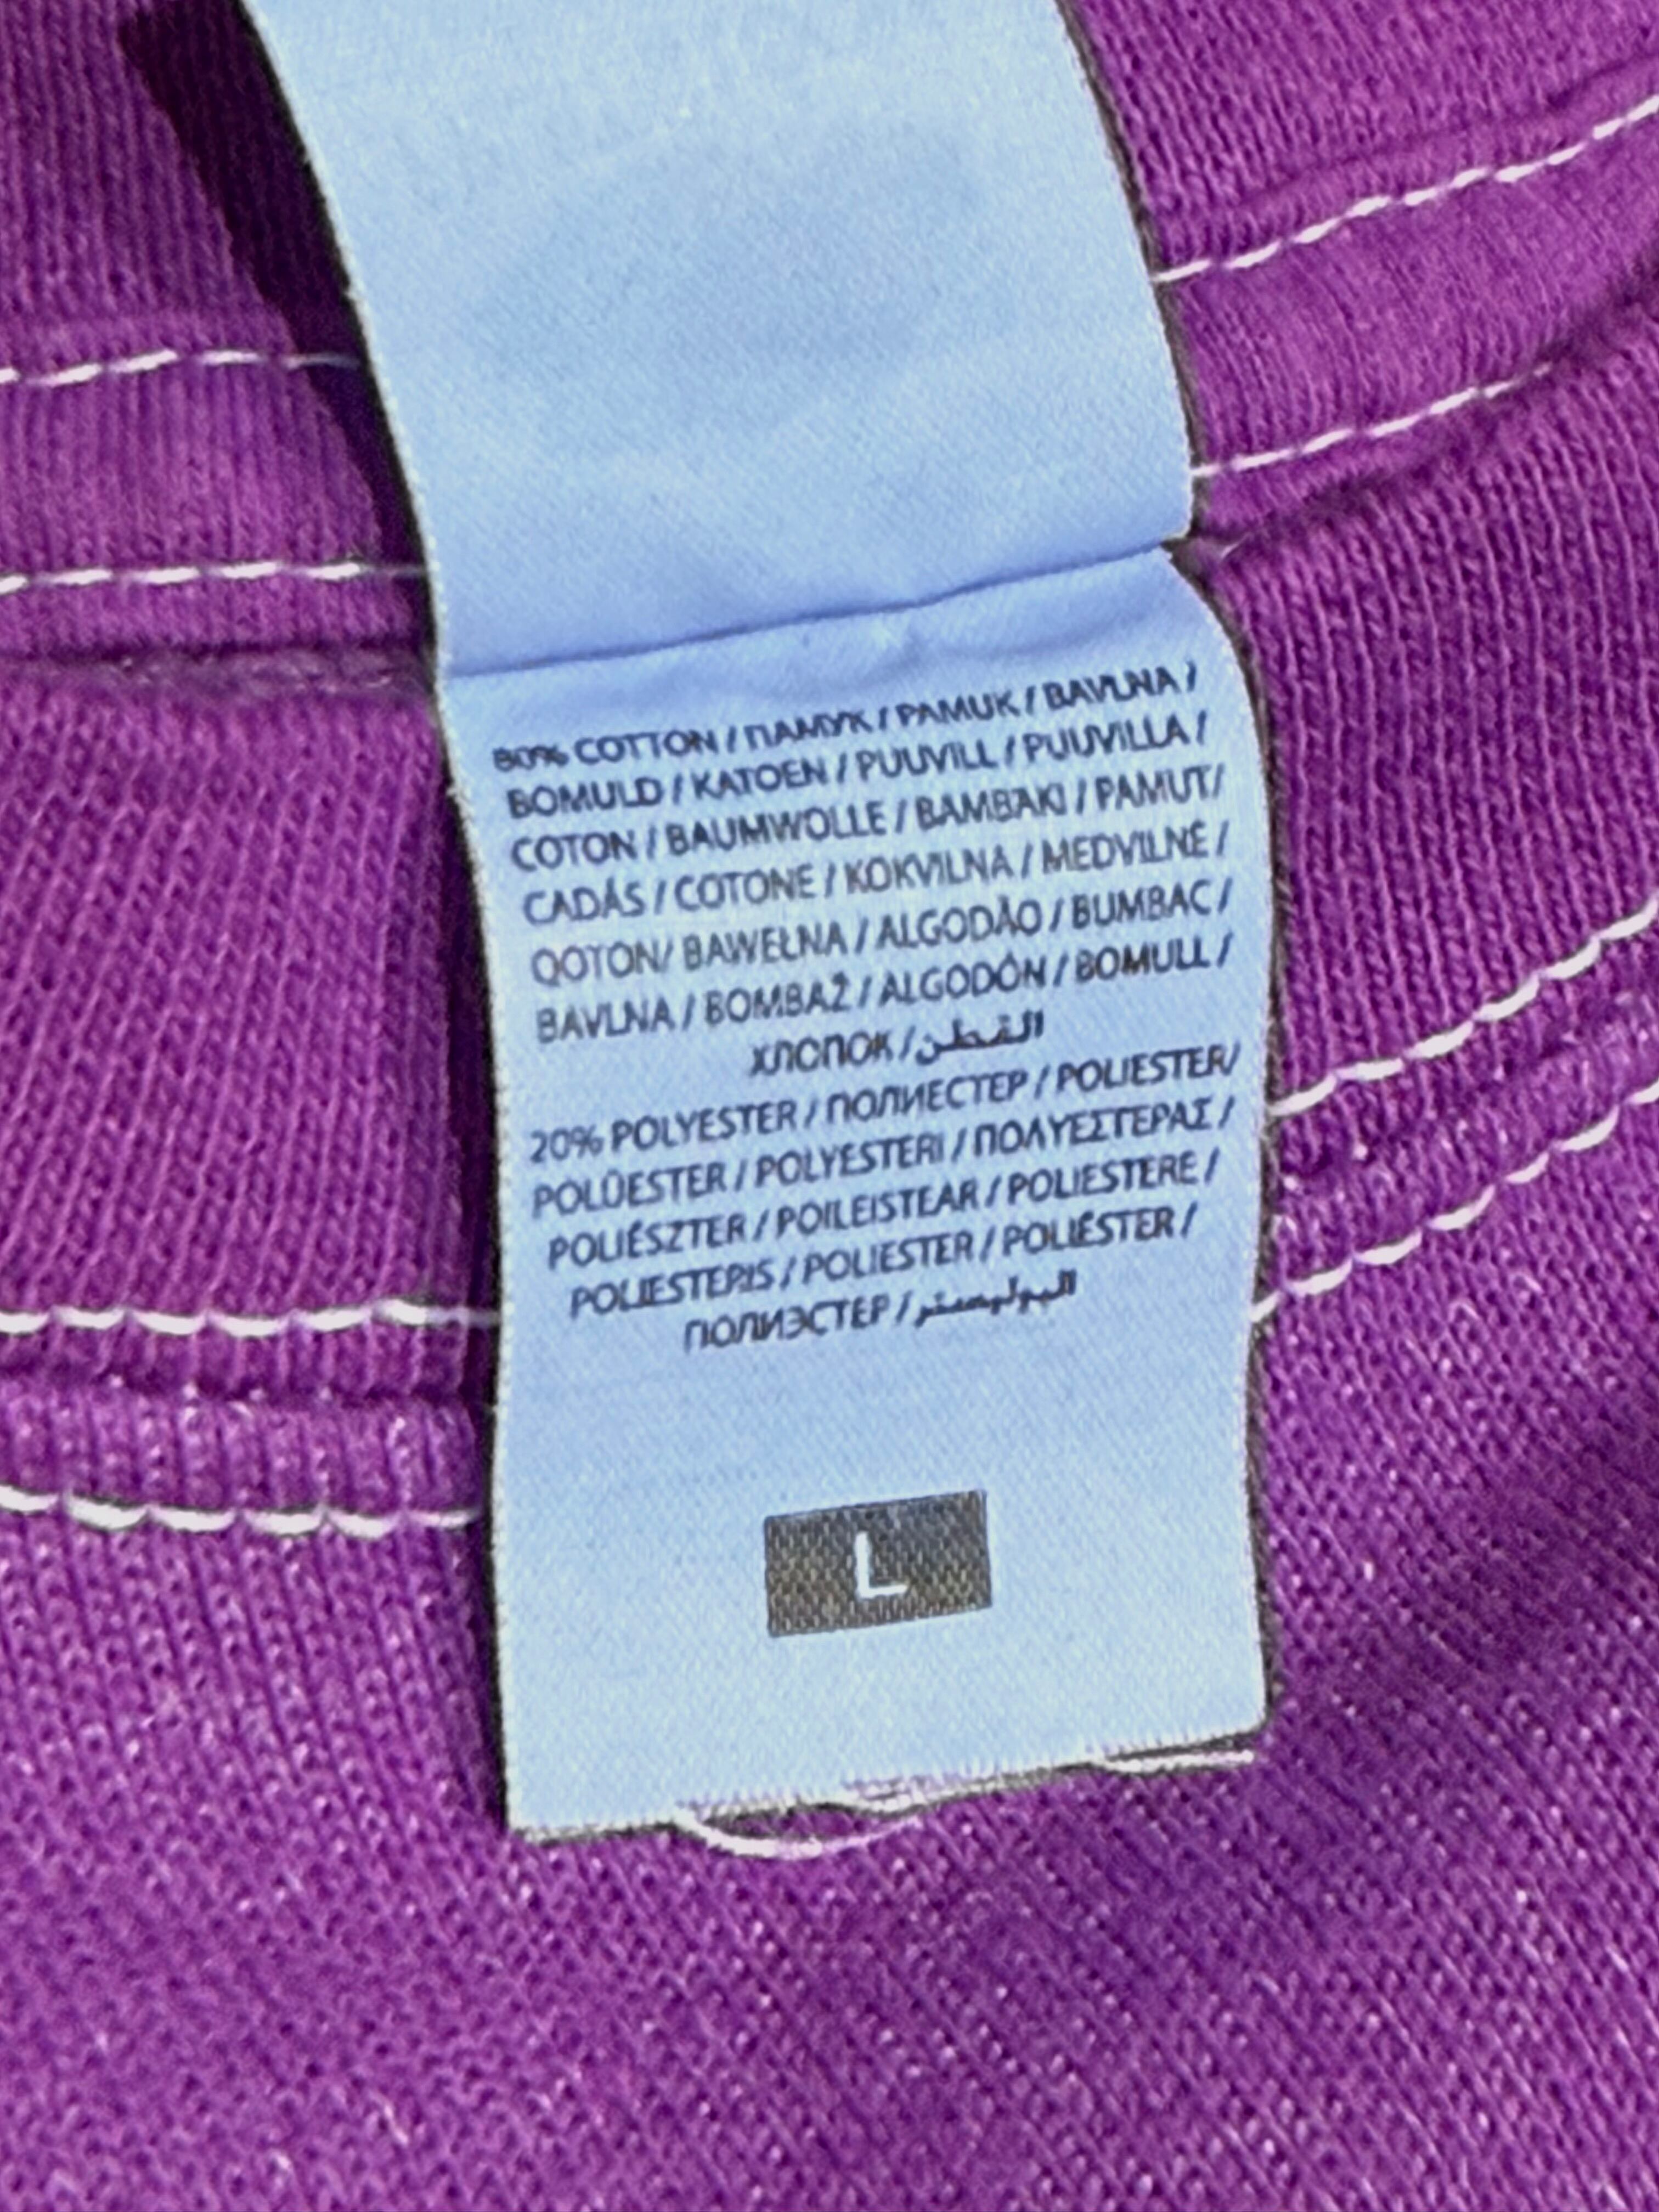 80% COTTON / ПАМУК / PAMUK / BAVLNA /
BOMULD / KATOEN / PUUVILL / PUUVILLA /
COTON / BAUMWOLLE / BAMBAKI / PAMUT/
CADÁS / COTONE / KOKVILNA / MEDVILNĖ /
QOTON/ BAWEŁNA / ALGODÃO / BUMBAC /
BAVLNA / BOMBAŽ / ALGODÓN / BOMULL /
ХЛОПОК / القطن
20% POLYESTER / ПОЛИЕСТЕР / POLIESTER/
POLÜESTER / POLYESTERI / ΠΟΛΥΕΣΤΕΡΑΣ /
POLIÉSZTER / POILEISTEAR / POLIESTERE /
POLIESTERIS / POLIESTER / POLIÉSTER /
ПОЛИЭСТЕР / البوليستر
L